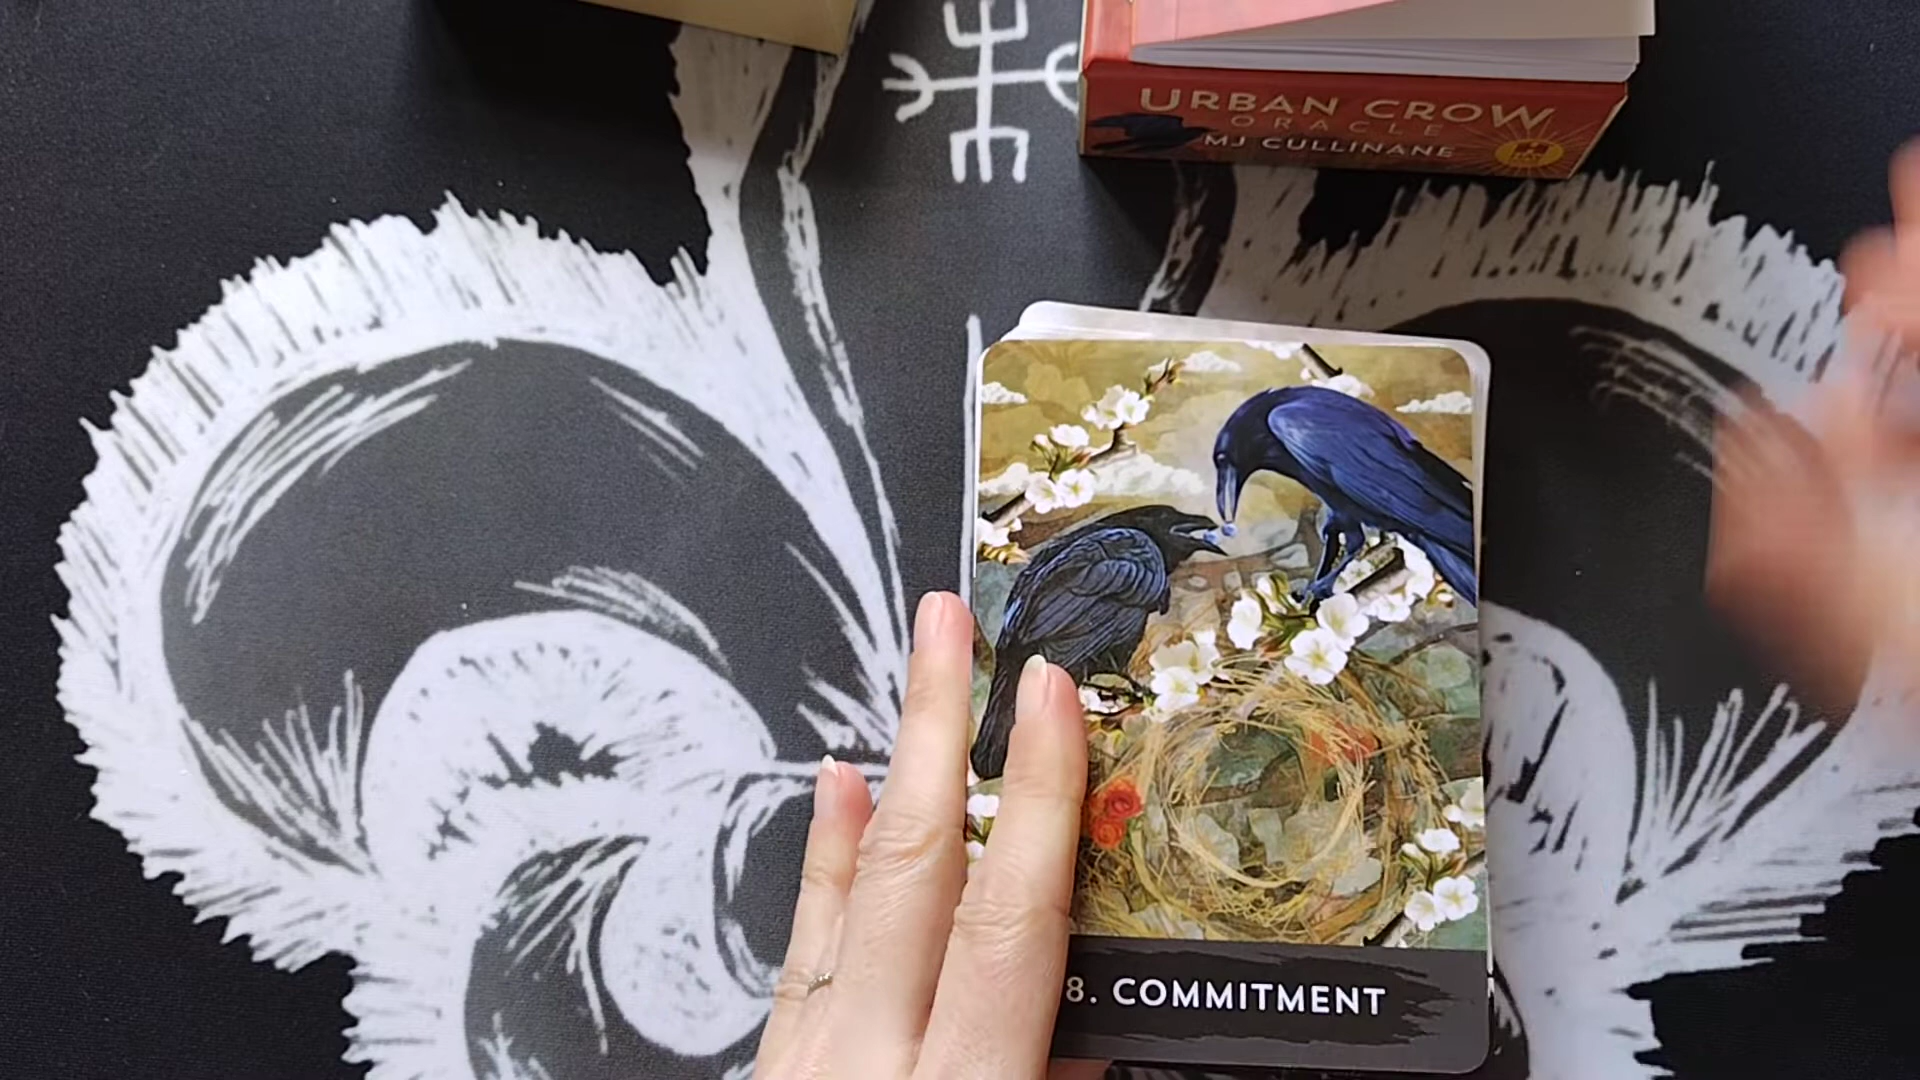 URBAN CROW
ORACLE
MJ CULLINANE
8. COMMITMENT